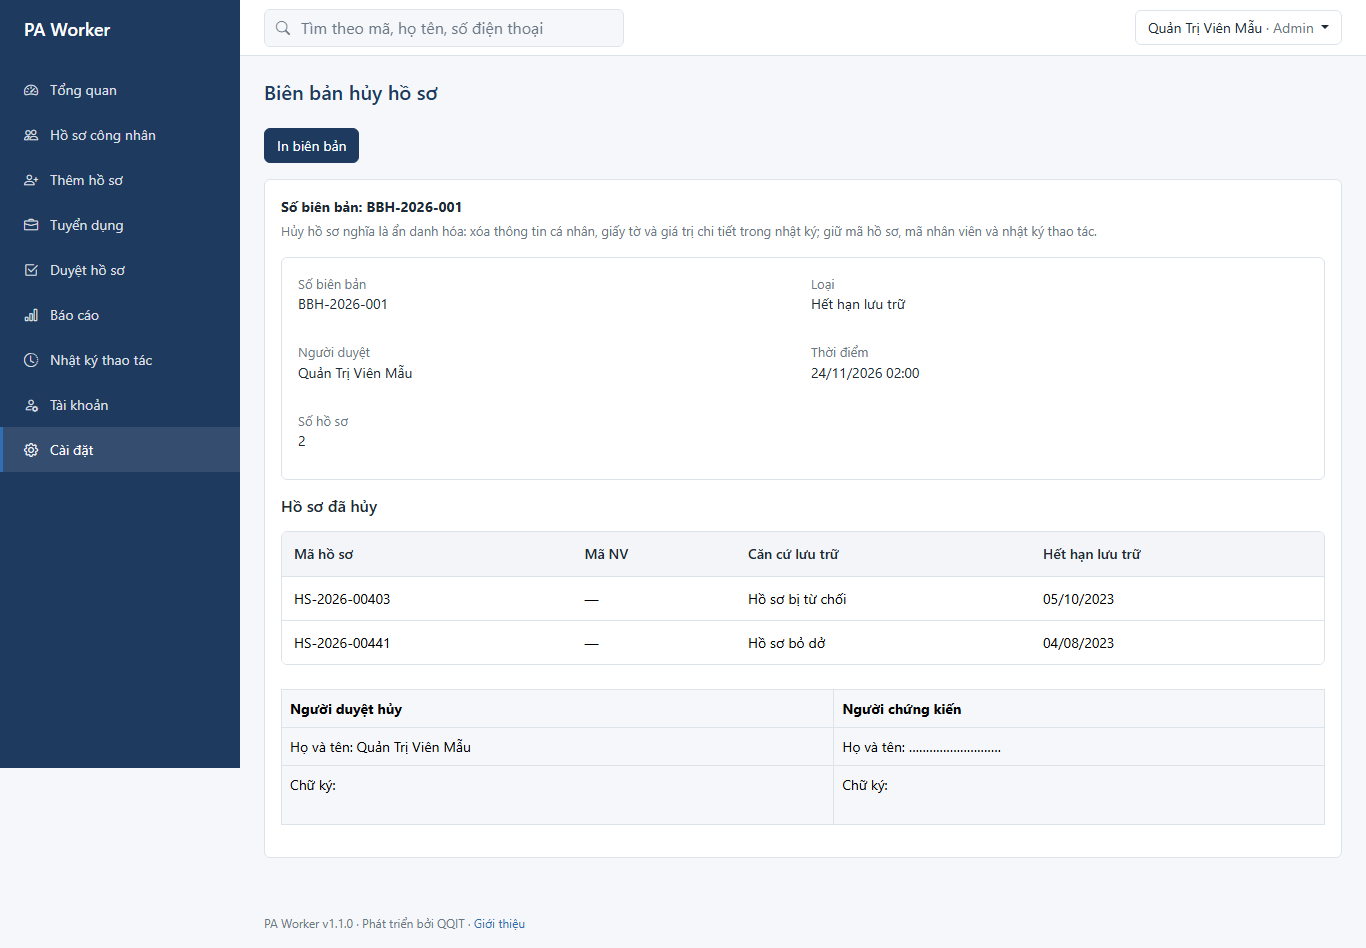 PA Worker
Tìm theo mã, họ tên, số điện thoại
Quản Trị Viên Mẫu · Admin
Tổng quan
Hồ sơ công nhân
Thêm hồ sơ
Tuyển dụng
Duyệt hồ sơ
Báo cáo
Nhật ký thao tác
Tài khoản
Cài đặt
Biên bản hủy hồ sơ
In biên bản
Số biên bản: BBH-2026-001
Hủy hồ sơ nghĩa là ẩn danh hóa: xóa thông tin cá nhân, giấy tờ và giá trị chi tiết trong nhật ký; giữ mã hồ sơ, mã nhân viên và nhật ký thao tác.
Số biên bản Loại
BBH-2026-001 Hết hạn lưu trữ
Người duyệt Thời điểm
Quản Trị Viên Mẫu 24/11/2026 02:00
Số hồ sơ
2
Hồ sơ đã hủy
Mã hồ sơ Mã NV Căn cứ lưu trữ Hết hạn lưu trữ
HS-2026-00403 — Hồ sơ bị từ chối 05/10/2023
HS-2026-00441 — Hồ sơ bỏ dở 04/08/2023
Người duyệt hủy Người chứng kiến
Họ và tên: Quản Trị Viên Mẫu Họ và tên: ...........................
Chữ ký: Chữ ký:
PA Worker v1.1.0 · Phát triển bởi QQIT · Giới thiệu